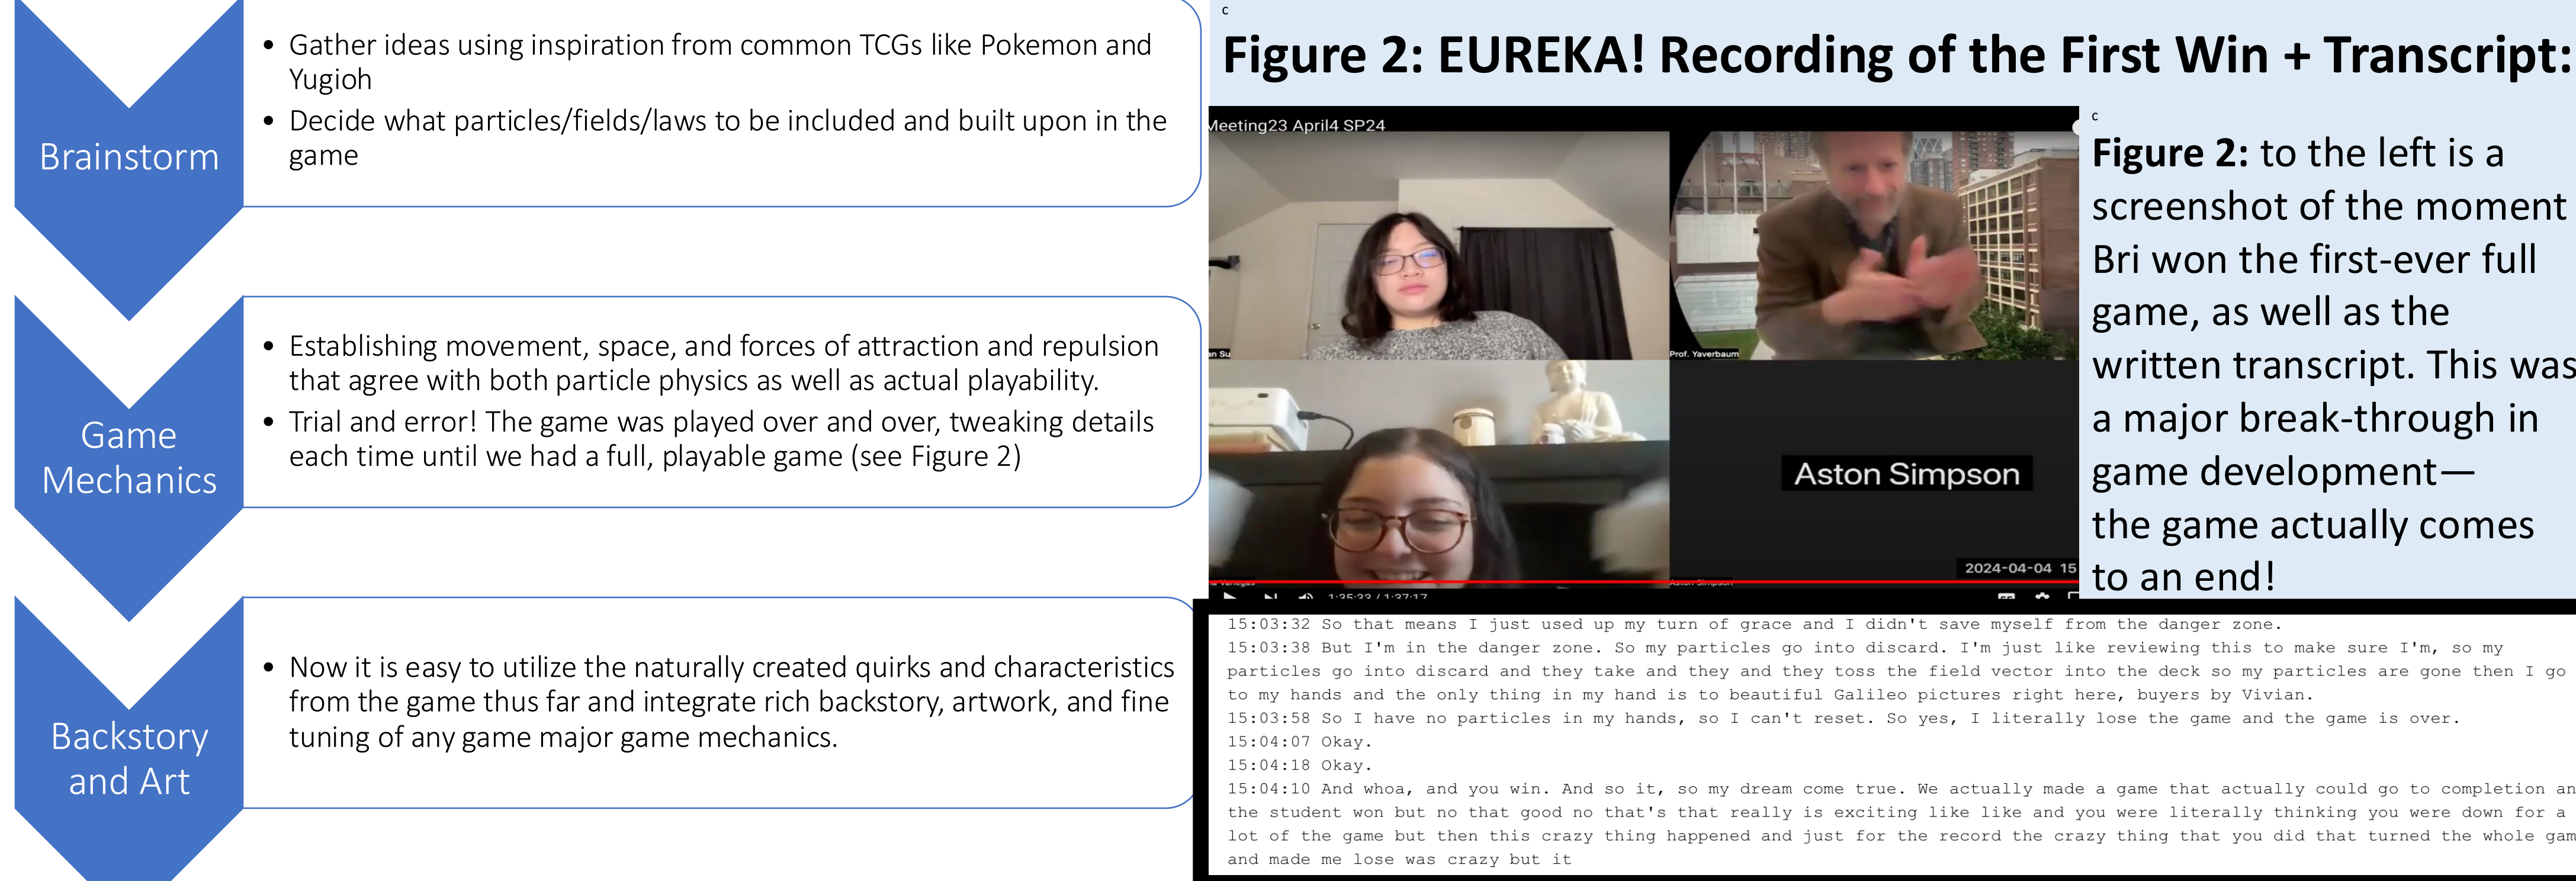 Brainstorm
• Gather ideas using inspiration from common TCGs like Pokemon and
Yugioh
• Decide what particles/fields/laws to be included and built upon in the
game
Game
Mechanics
• Establishing movement, space, and forces of attraction and repulsion
that agree with both particle physics as well as actual playability.
• Trial and error! The game was played over and over, tweaking details
each time until we had a full, playable game (see Figure 2)
Backstory
and Art
• Now it is easy to utilize the naturally created quirks and characteristics
from the game thus far and integrate rich backstory, artwork, and fine
tuning of any game major game mechanics.
c
Figure 2: EUREKA! Recording of the First Win + Transcript:
Meeting23 April4 SP24
an Su
Prof. Yaverbaum
Aston Simpson
2024-04-04 15
Aston Simpson
1:35:33 / 1:37:17
c
Figure 2: to the left is a
screenshot of the moment
Bri won the first-ever full
game, as well as the
written transcript. This was
a major break-through in
game development—
the game actually comes
to an end!
15:03:32 So that means I just used up my turn of grace and I didn't save myself from the danger zone.
15:03:38 But I'm in the danger zone. So my particles go into discard. I'm just like reviewing this to make sure I'm, so my
particles go into discard and they take and they and they toss the field vector into the deck so my particles are gone then I go
to my hands and the only thing in my hand is to beautiful Galileo pictures right here, buyers by Vivian.
15:03:58 So I have no particles in my hands, so I can't reset. So yes, I literally lose the game and the game is over.
15:04:07 Okay.
15:04:18 Okay.
15:04:10 And whoa, and you win. And so it, so my dream come true. We actually made a game that actually could go to completion an
the student won but no that good no that's that really is exciting like like and you were literally thinking you were down for a
lot of the game but then this crazy thing happened and just for the record the crazy thing that you did that turned the whole gam
and made me lose was crazy but it